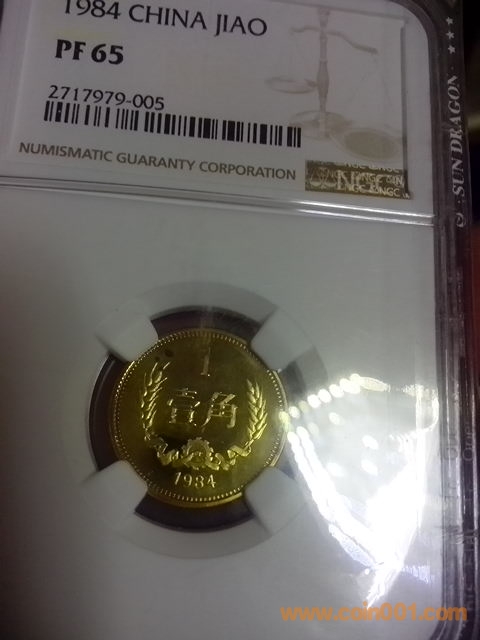 1984 CHINA JIAO
PF 65
2717979-005
NUMISMATIC GUARANTY CORPORATION
NGC
SUN DRAGON
1
壹角
1984
www.coin001.com